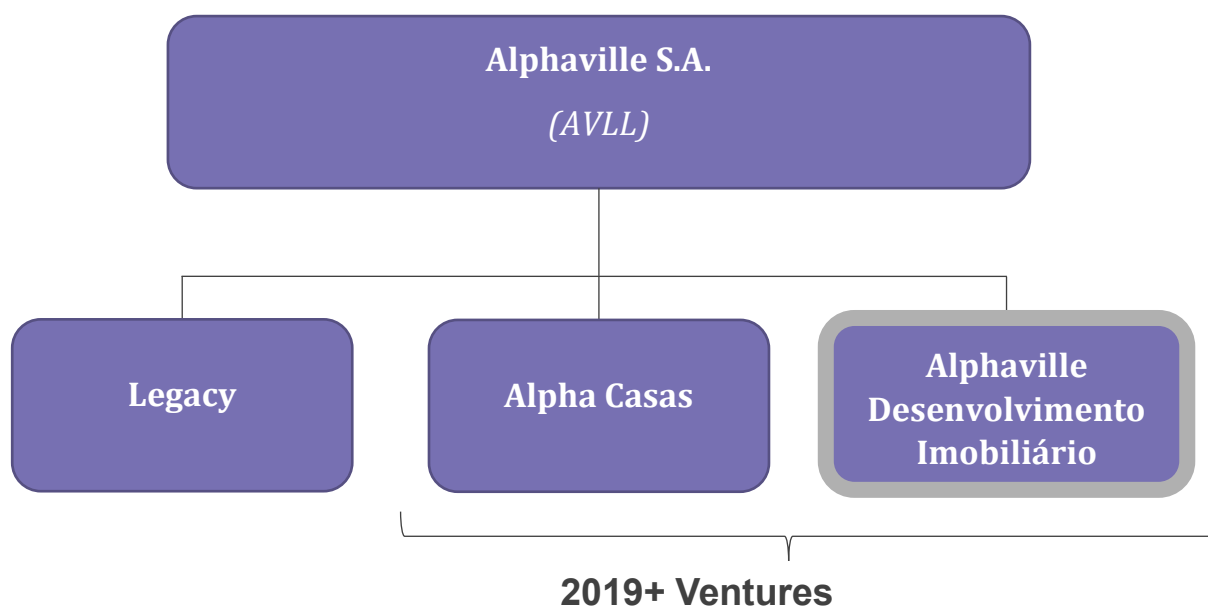 Alphaville S.A.
(AVLL)
Legacy
Alpha Casas
Alphaville
Desenvolvimento
Imobiliário
2019+ Ventures